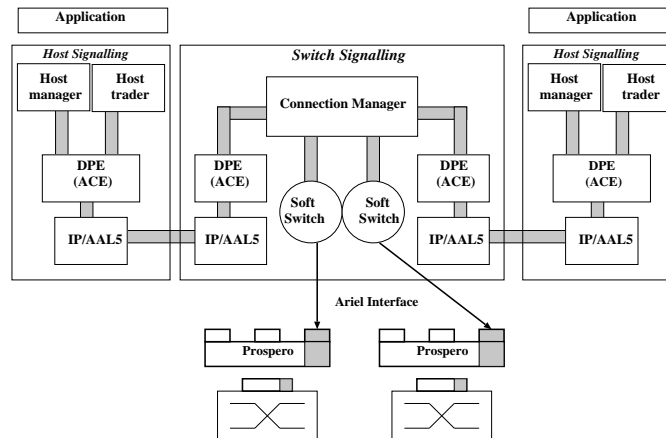 Application
Application
Host Signalling
Switch Signalling
Host Signalling
Host
manager
Host
trader
Connection Manager
Host
manager
Host
trader
DPE
(ACE)
DPE
(ACE)
DPE
(ACE)
DPE
(ACE)
Soft
Switch
Soft
Switch
IP/AAL5
IP/AAL5
IP/AAL5
IP/AAL5
Ariel Interface
Prospero
Prospero